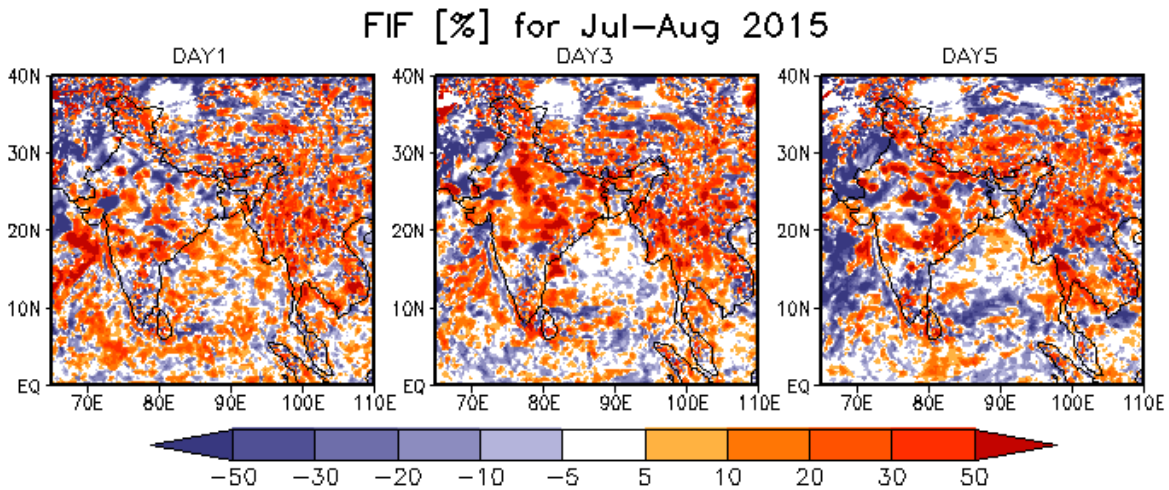 FIF [%] for Jul–Aug 2015
DAY1 DAY3 DAY5
40N 40N 40N
30N 30N 30N
20N 20N 20N
10N 10N 10N
EQ EQ EQ
70E 80E 90E 100E 110E 70E 80E 90E 100E 110E 70E 80E 90E 100E 110E
−50 −30 −20 −10 −5 5 10 20 30 50